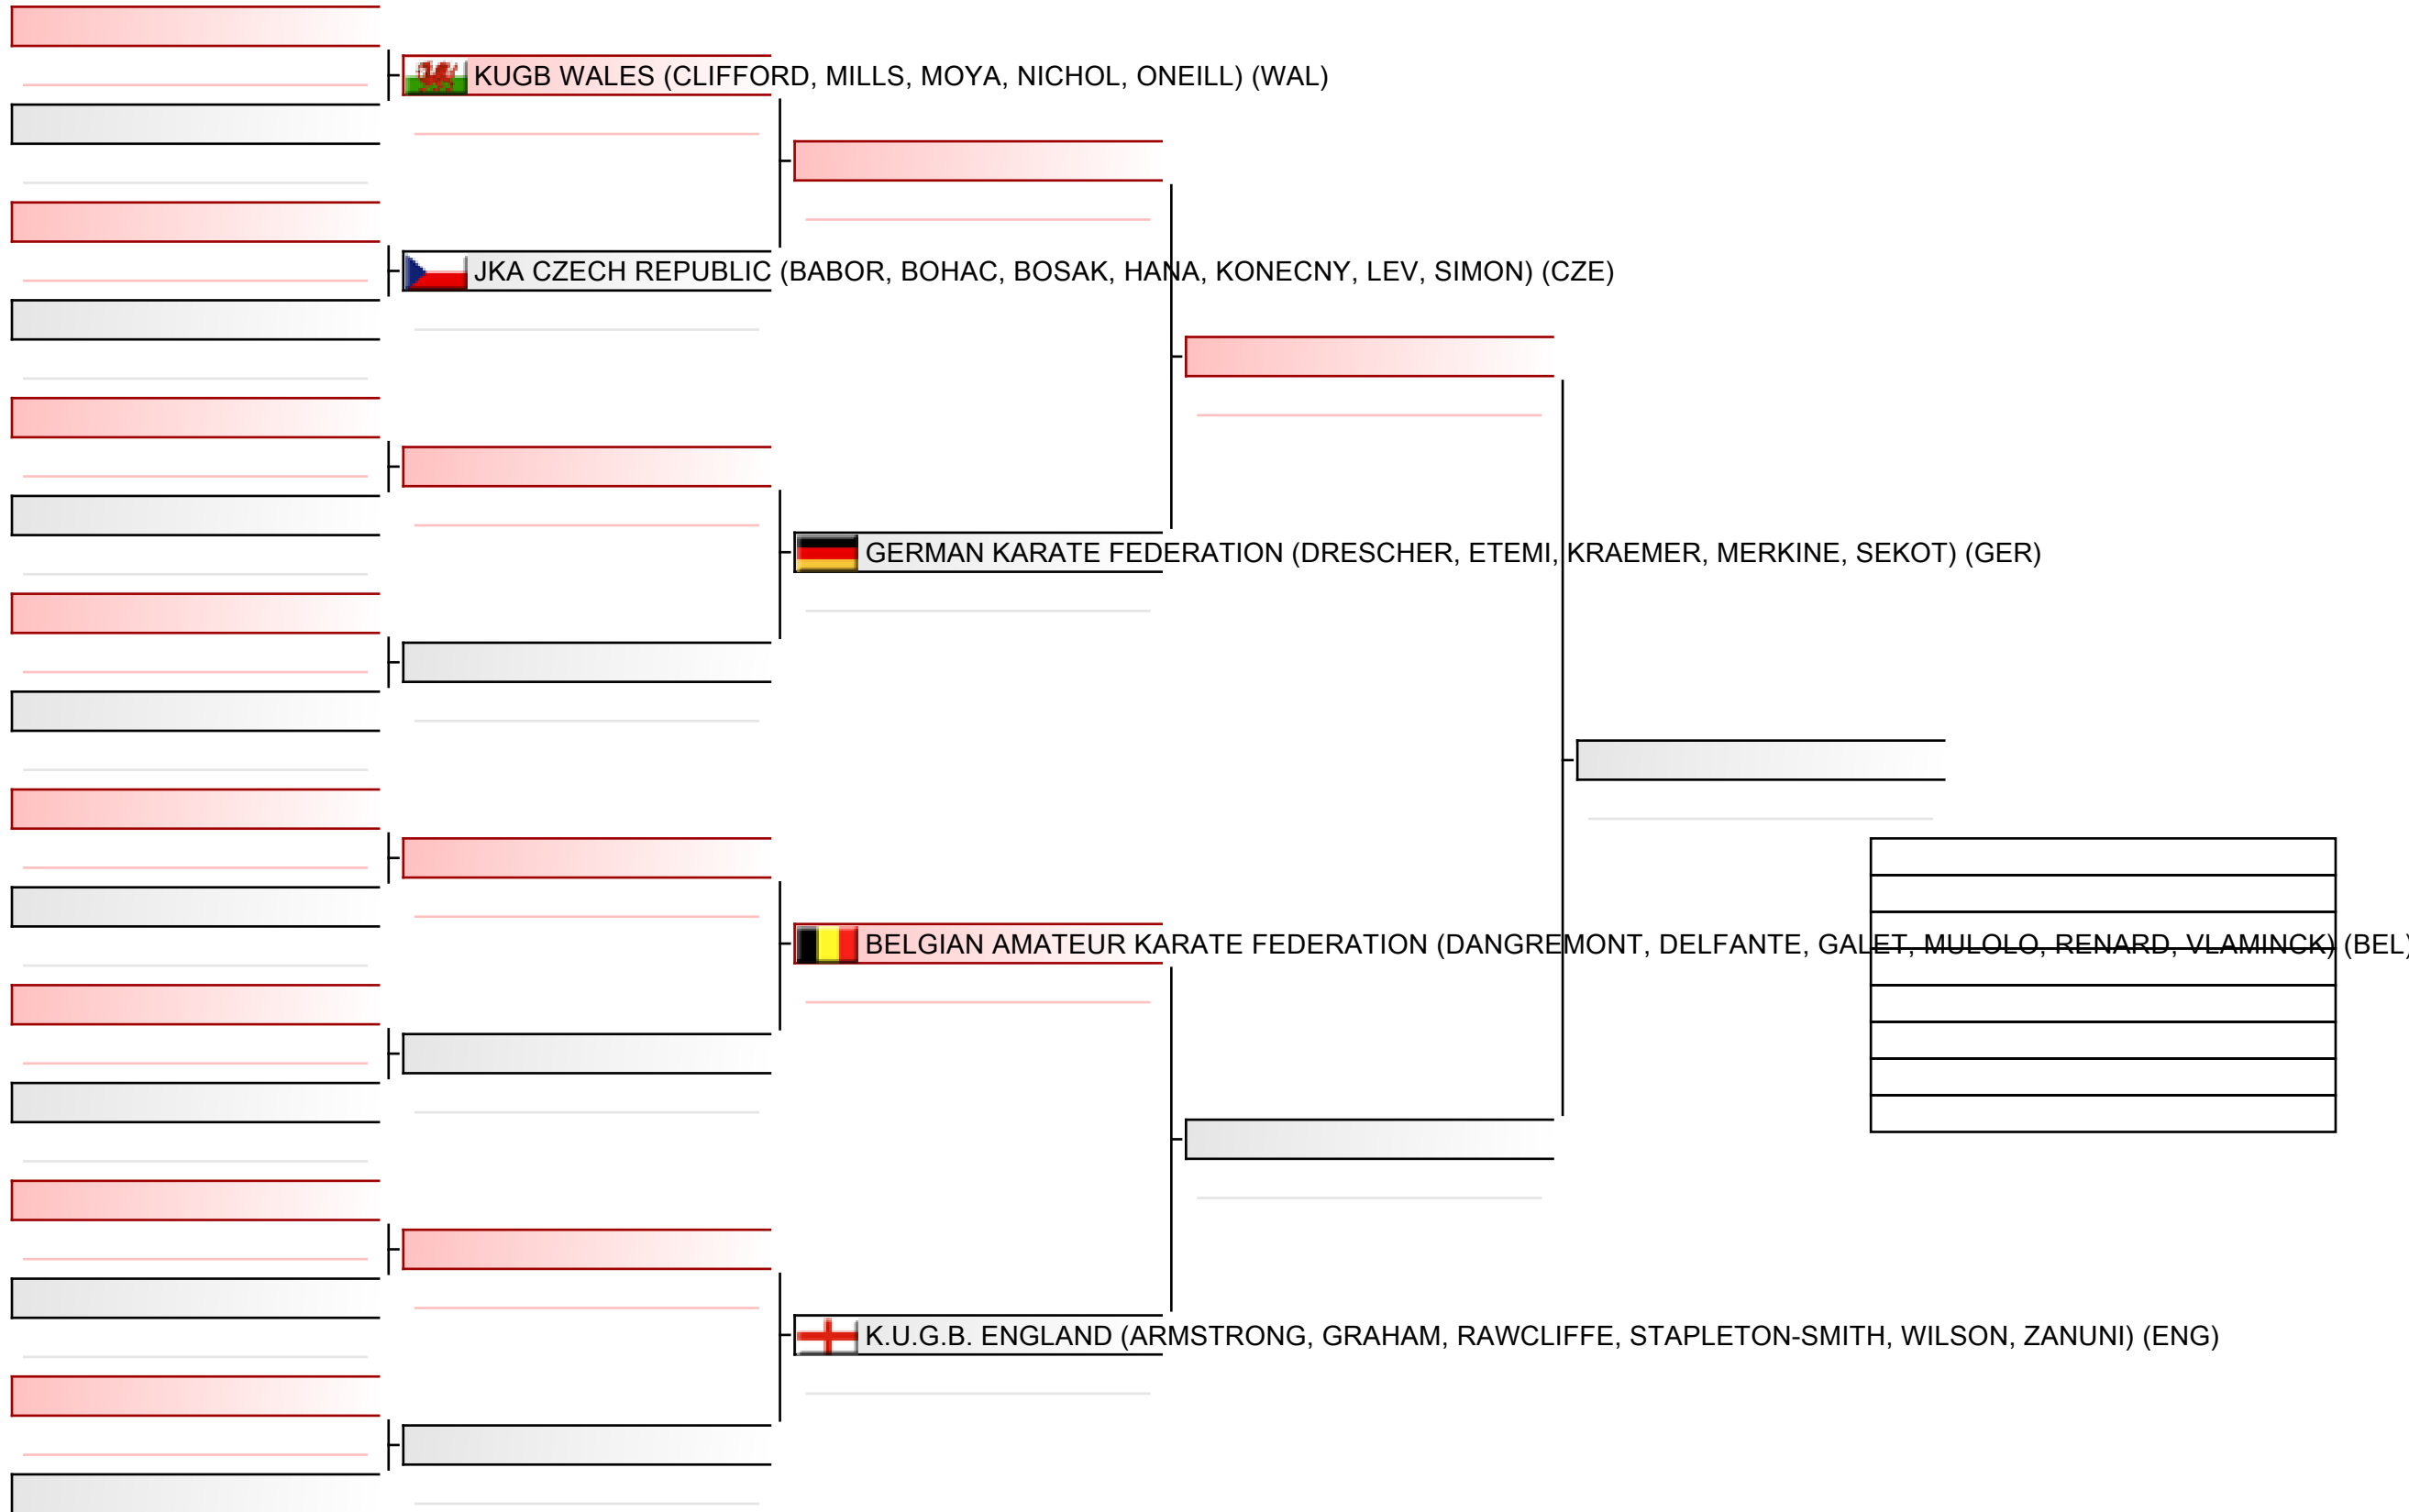 KUGB WALES (CLIFFORD, MILLS, MOYA, NICHOL, ONEILL) (WAL)
JKA CZECH REPUBLIC (BABOR, BOHAC, BOSAK, HANA, KONECNY, LEV, SIMON) (CZE)
GERMAN KARATE FEDERATION (DRESCHER, ETEMI, KRAEMER, MERKINE, SEKOT) (GER)
BELGIAN AMATEUR KARATE FEDERATION (DANGREMONT, DELFANTE, GALET, MULOLO, RENARD, VLAMINCK) (BEL)
K.U.G.B. ENGLAND (ARMSTRONG, GRAHAM, RAWCLIFFE, STAPLETON-SMITH, WILSON, ZANUNI) (ENG)